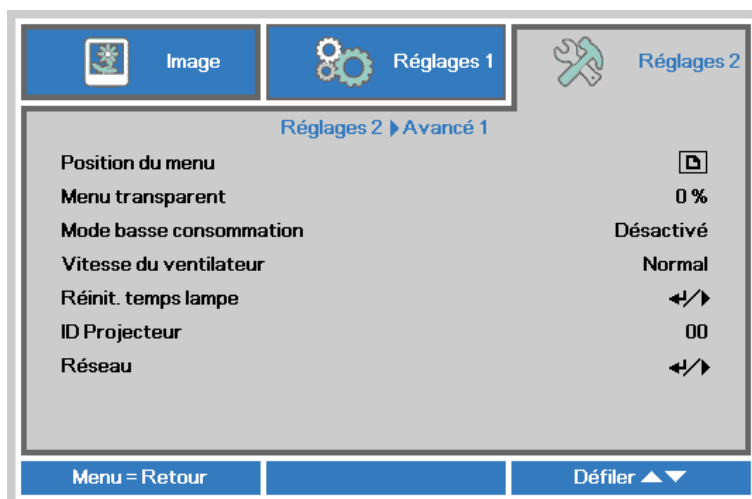 Image
Réglages 1
Réglages 2
Réglages 2 ▶ Avancé 1
Position du menu
Menu transparent 0 %
Mode basse consommation Désactivé
Vitesse du ventilateur Normal
Réinit. temps lampe ↵/▶
ID Projecteur 00
Réseau ↵/▶
Menu = Retour
Défiler ▲▼